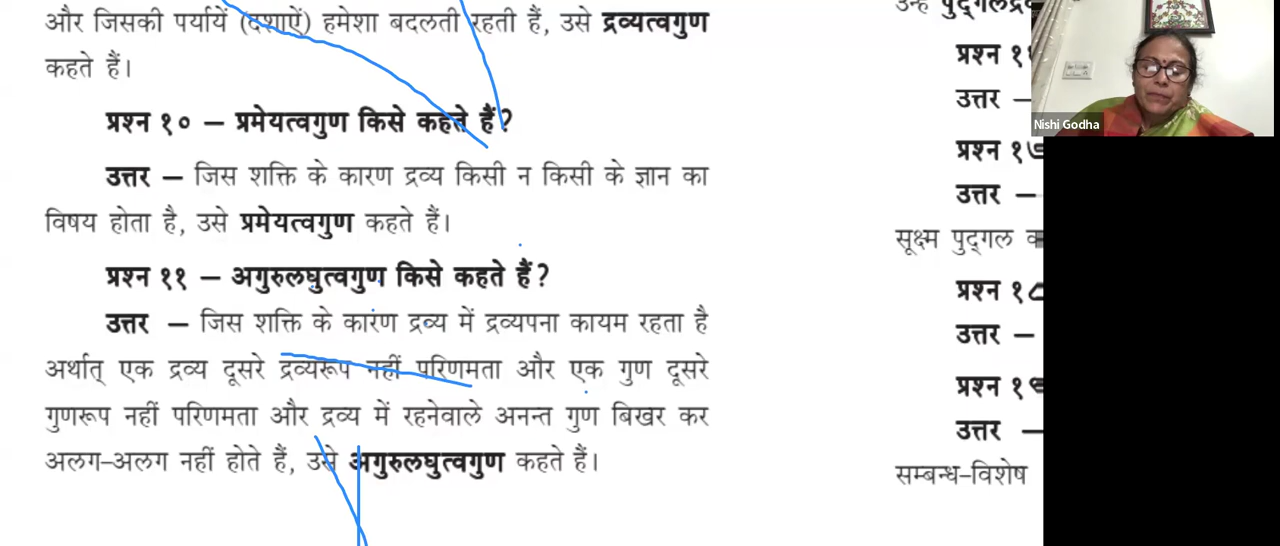 और जिसकी पर्यायें (दशाऐं) हमेशा बदलती रहती हैं, उसे द्रव्यत्वगुण
कहते हैं।
प्रश्न १० – प्रमेयत्वगुण किसे कहते हैं?
उत्तर – जिस शक्ति के कारण द्रव्य किसी न किसी के ज्ञान का
विषय होता है, उसे प्रमेयत्वगुण कहते हैं।
प्रश्न ११ – अगुरुलघुत्वगुण किसे कहते हैं?
उत्तर – जिस शक्ति के कारण द्रव्य में द्रव्यपना कायम रहता है
अर्थात् एक द्रव्य दूसरे द्रव्यरूप नहीं परिणमता और एक गुण दूसरे
गुणरूप नहीं परिणमता और द्रव्य में रहनेवाले अनन्त गुण बिखर कर
अलग-अलग नहीं होते हैं, उसे अगुरुलघुत्वगुण कहते हैं।
प्रश्न
उत्तर –
प्रश्न १७
उत्तर –
सूक्ष्म पुद्गल
प्रश्न १८
उत्तर –
प्रश्न १९
उत्तर –
सम्बन्ध-विशेष
Nishi Godha